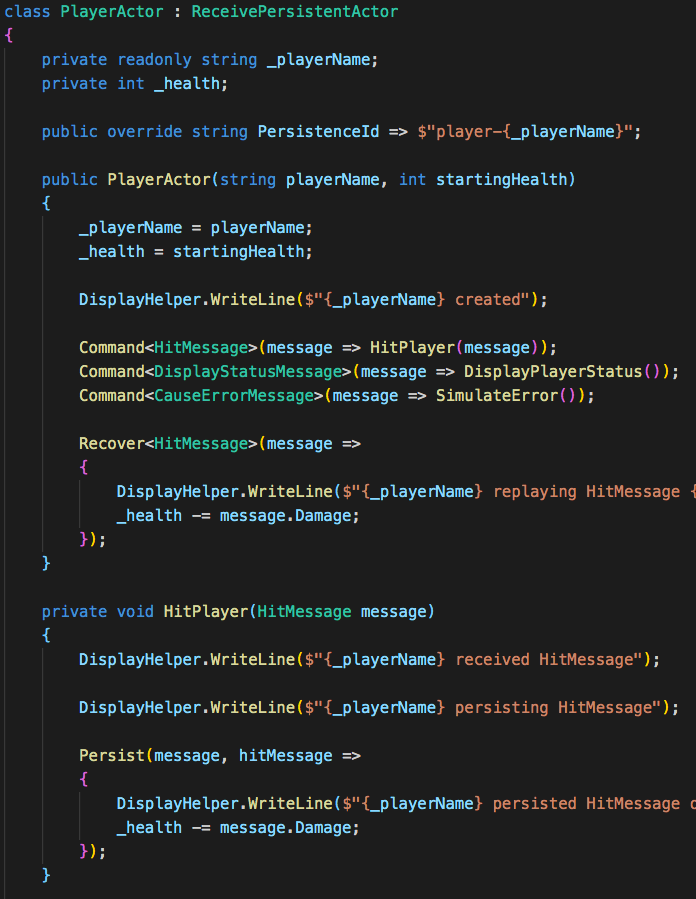 class PlayerActor : ReceivePersistentActor
{
    private readonly string _playerName;
    private int _health;

    public override string PersistenceId => $"player-{_playerName}";

    public PlayerActor(string playerName, int startingHealth)
    {
        _playerName = playerName;
        _health = startingHealth;

        DisplayHelper.WriteLine($"{_playerName} created");

        Command<HitMessage>(message => HitPlayer(message));
        Command<DisplayStatusMessage>(message => DisplayPlayerStatus());
        Command<CauseErrorMessage>(message => SimulateError());

        Recover<HitMessage>(message =>
        {
            DisplayHelper.WriteLine($"{_playerName} replaying HitMessage {
            _health -= message.Damage;
        });
    }

    private void HitPlayer(HitMessage message)
    {
        DisplayHelper.WriteLine($"{_playerName} received HitMessage");

        DisplayHelper.WriteLine($"{_playerName} persisting HitMessage");

        Persist(message, hitMessage =>
        {
            DisplayHelper.WriteLine($"{_playerName} persisted HitMessage
            _health -= message.Damage;
        });
    }